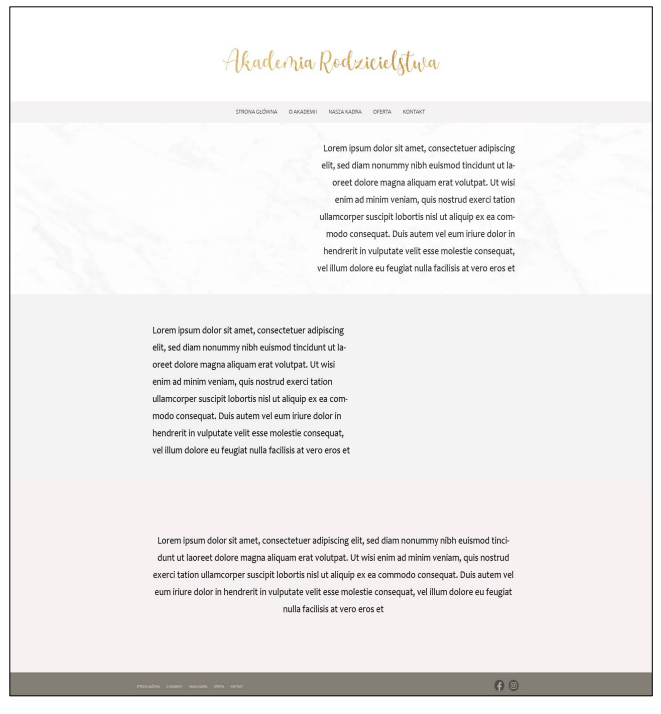 Akademia Rodzicielstwa
STRONA GŁÓWNA O AKADEMII NASZA KADRA OFERTA KONTAKT
Lorem ipsum dolor sit amet, consectetuer adipiscing
elit, sed diam nonummy nibh euismod tincidunt ut la-
oreet dolore magna aliquam erat volutpat. Ut wisi
enim ad minim veniam, quis nostrud exerci tation
ullamcorper suscipit lobortis nisl ut aliquip ex ea com-
modo consequat. Duis autem vel eum iriure dolor in
hendrerit in vulputate velit esse molestie consequat,
vel illum dolore eu feugiat nulla facilisis at vero eros et
Lorem ipsum dolor sit amet, consectetuer adipiscing
elit, sed diam nonummy nibh euismod tincidunt ut la-
oreet dolore magna aliquam erat volutpat. Ut wisi
enim ad minim veniam, quis nostrud exerci tation
ullamcorper suscipit lobortis nisl ut aliquip ex ea com-
modo consequat. Duis autem vel eum iriure dolor in
hendrerit in vulputate velit esse molestie consequat,
vel illum dolore eu feugiat nulla facilisis at vero eros et
Lorem ipsum dolor sit amet, consectetuer adipiscing elit, sed diam nonummy nibh euismod tinci-
dunt ut laoreet dolore magna aliquam erat volutpat. Ut wisi enim ad minim veniam, quis nostrud
exerci tation ullamcorper suscipit lobortis nisl ut aliquip ex ea commodo consequat. Duis autem vel
eum iriure dolor in hendrerit in vulputate velit esse molestie consequat, vel illum dolore eu feugiat
nulla facilisis at vero eros et
STRONA GŁÓWNA O AKADEMII NASZA KADRA OFERTA KONTAKT